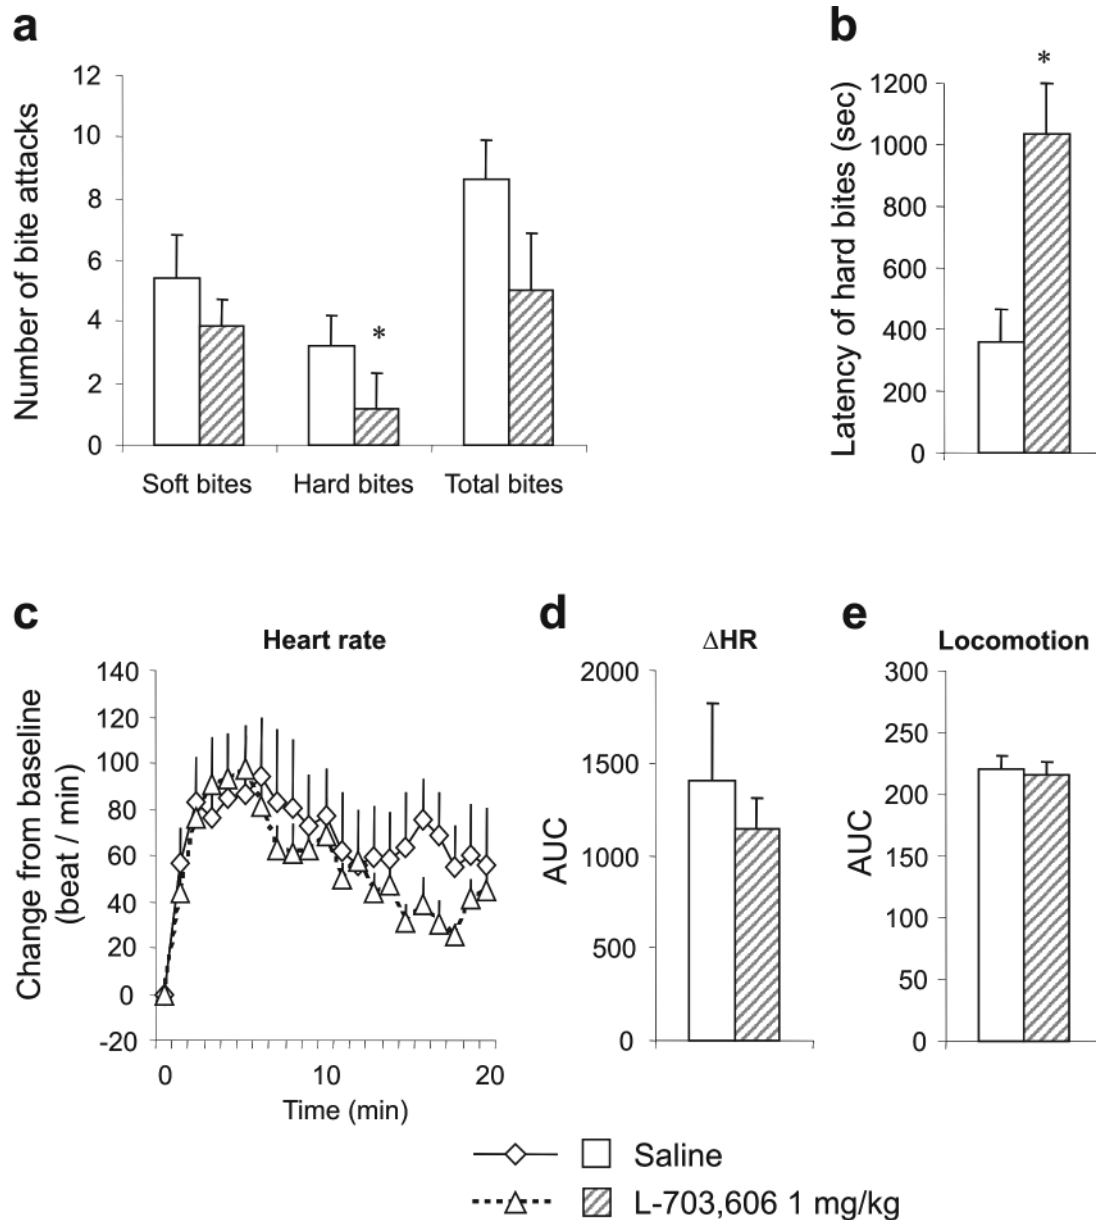 a
Number of bite attacks
12
10
8
6
4
2
0
*
Soft bites
Hard bites
Total bites
b
Latency of hard bites (sec)
1200
1000
800
600
400
200
0
*
c
Heart rate
Change from baseline
(beat / min)
140
120
100
80
60
40
20
0
-20
0
10
20
Time (min)
d
ΔHR
AUC
2000
1500
1000
500
0
e
Locomotion
AUC
300
250
200
150
100
50
0
Saline
L-703,606 1 mg/kg